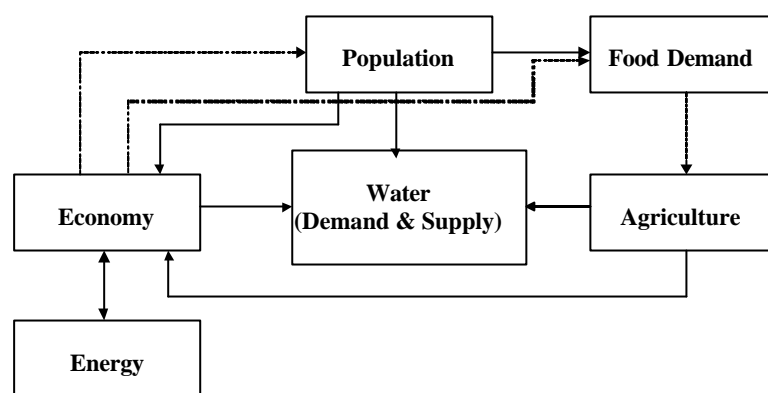 Population
Food Demand
Water
(Demand & Supply)
Economy
Agriculture
Energy